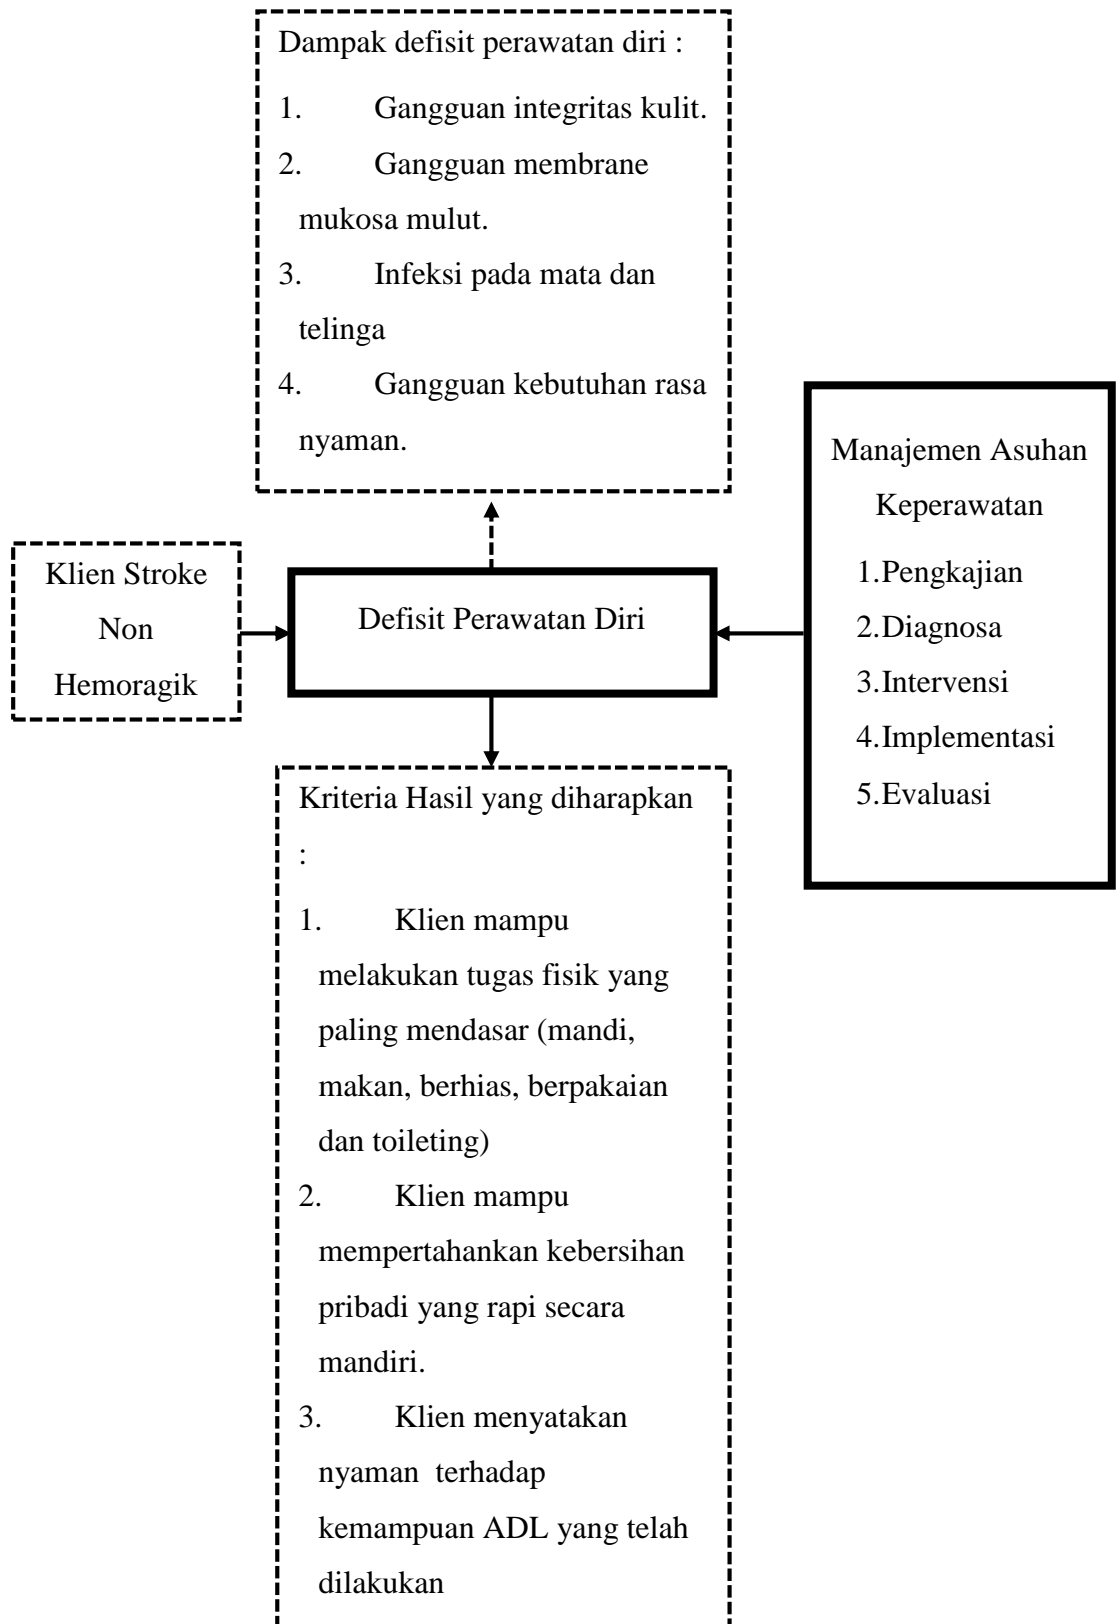 Dampak defisit perawatan diri :
1. Gangguan integritas kulit.
2. Gangguan membrane
mukosa mulut.
3. Infeksi pada mata dan
telinga
4. Gangguan kebutuhan rasa
nyaman.
Klien Stroke
Non
Hemoragik
Defisit Perawatan Diri
Manajemen Asuhan
Keperawatan
1.Pengkajian
2.Diagnosa
3.Intervensi
4.Implementasi
5.Evaluasi
Kriteria Hasil yang diharapkan
:
1. Klien mampu
melakukan tugas fisik yang
paling mendasar (mandi,
makan, berhias, berpakaian
dan toileting)
2. Klien mampu
mempertahankan kebersihan
pribadi yang rapi secara
mandiri.
3. Klien menyatakan
nyaman terhadap
kemampuan ADL yang telah
dilakukan